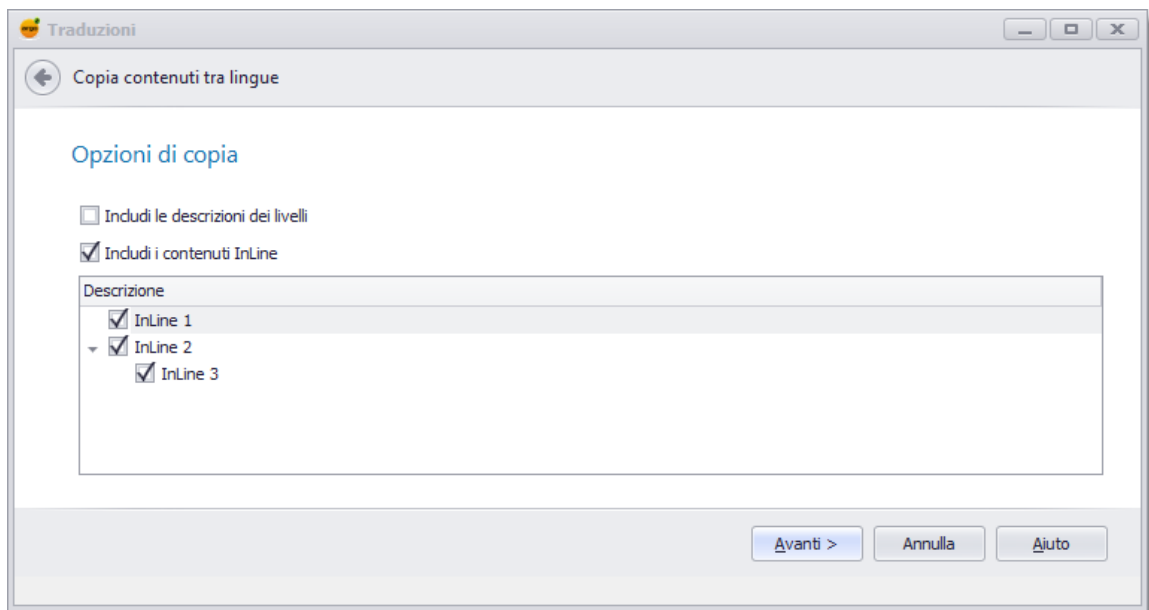 Traduzioni
Copia contenuti tra lingue
Opzioni di copia
Includi le descrizioni dei livelli
Includi i contenuti InLine
Descrizione
InLine 1
InLine 2
InLine 3
Avanti > Annulla Aiuto